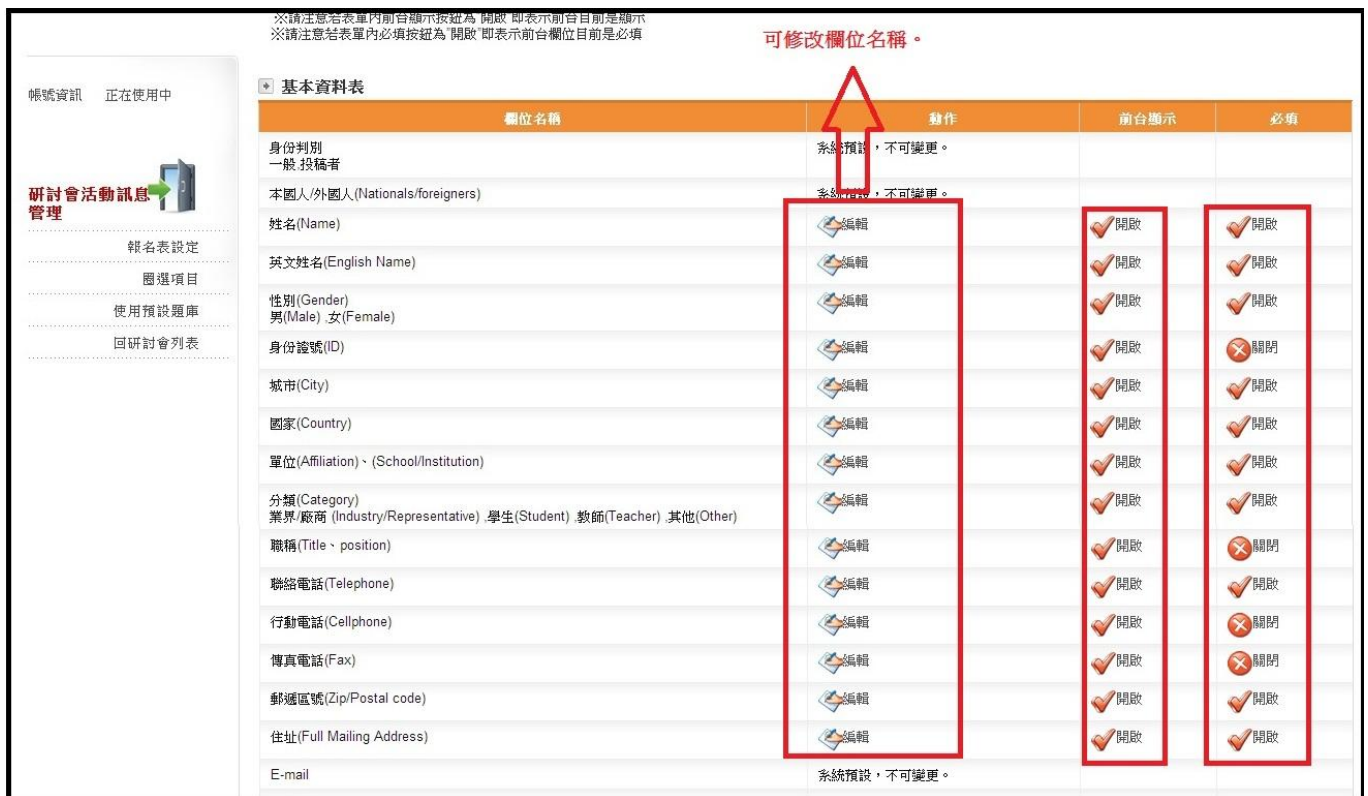 ※請注意若表單內前台顯示按鈕為"開啟"即表示前台目前是顯示
※請注意若表單內必填按鈕為"開啟"即表示前台欄位目前是必填
可修改欄位名稱。
帳號資訊 正在使用中
研討會活動訊息
管理
報名表設定
圈選項目
使用預設題庫
回研討會列表
基本資料表
欄位名稱 動作 前台顯示 必填
身份判別 系統預設,不可變更。
一般,投稿者
本國人/外國人(Nationals/foreigners) 系統預設,不可變更。
姓名(Name) 編輯 開啟 開啟
英文姓名(English Name) 編輯 開啟 開啟
性別(Gender) 編輯 開啟 開啟
男(Male) ,女(Female)
身份證號(ID) 編輯 開啟 關閉
城市(City) 編輯 開啟 開啟
國家(Country) 編輯 開啟 開啟
單位(Affiliation)、(School/Institution) 編輯 開啟 開啟
分類(Category) 編輯 開啟 開啟
業界/廠商 (Industry/Representative) ,學生(Student) ,教師(Teacher) ,其他(Other)
職稱(Title、position) 編輯 開啟 關閉
聯絡電話(Telephone) 編輯 開啟 開啟
行動電話(Cellphone) 編輯 開啟 關閉
傳真電話(Fax) 編輯 開啟 關閉
郵遞區號(Zip/Postal code) 編輯 開啟 開啟
住址(Full Mailing Address) 編輯 開啟 開啟
E-mail 系統預設,不可變更。